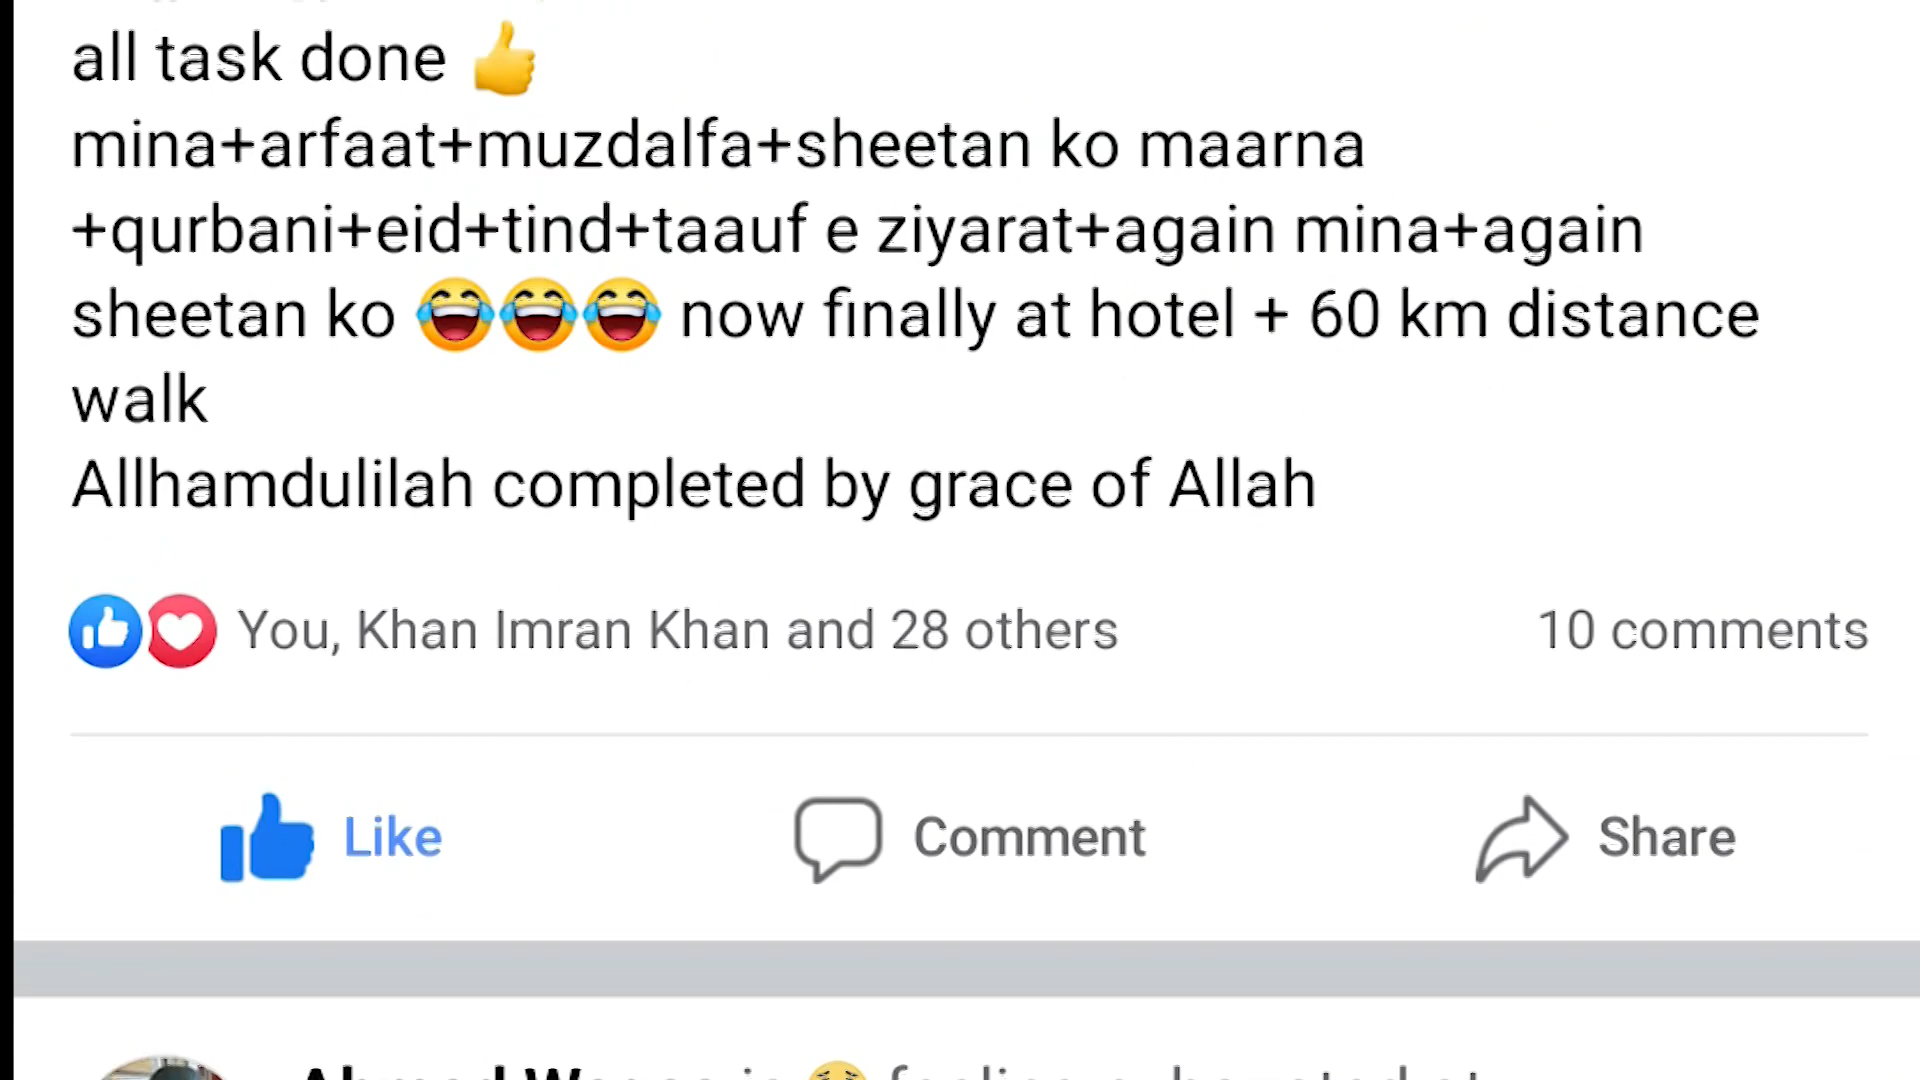 all task done 👍
mina+arfaat+muzdalfa+sheetan ko maarna
+qurbani+eid+tind+taauf e ziyarat+again mina+again
sheetan ko 😂😂😂 now finally at hotel + 60 km distance
walk
Allhamdulilah completed by grace of Allah
You, Khan Imran Khan and 28 others 10 comments
Like Comment Share